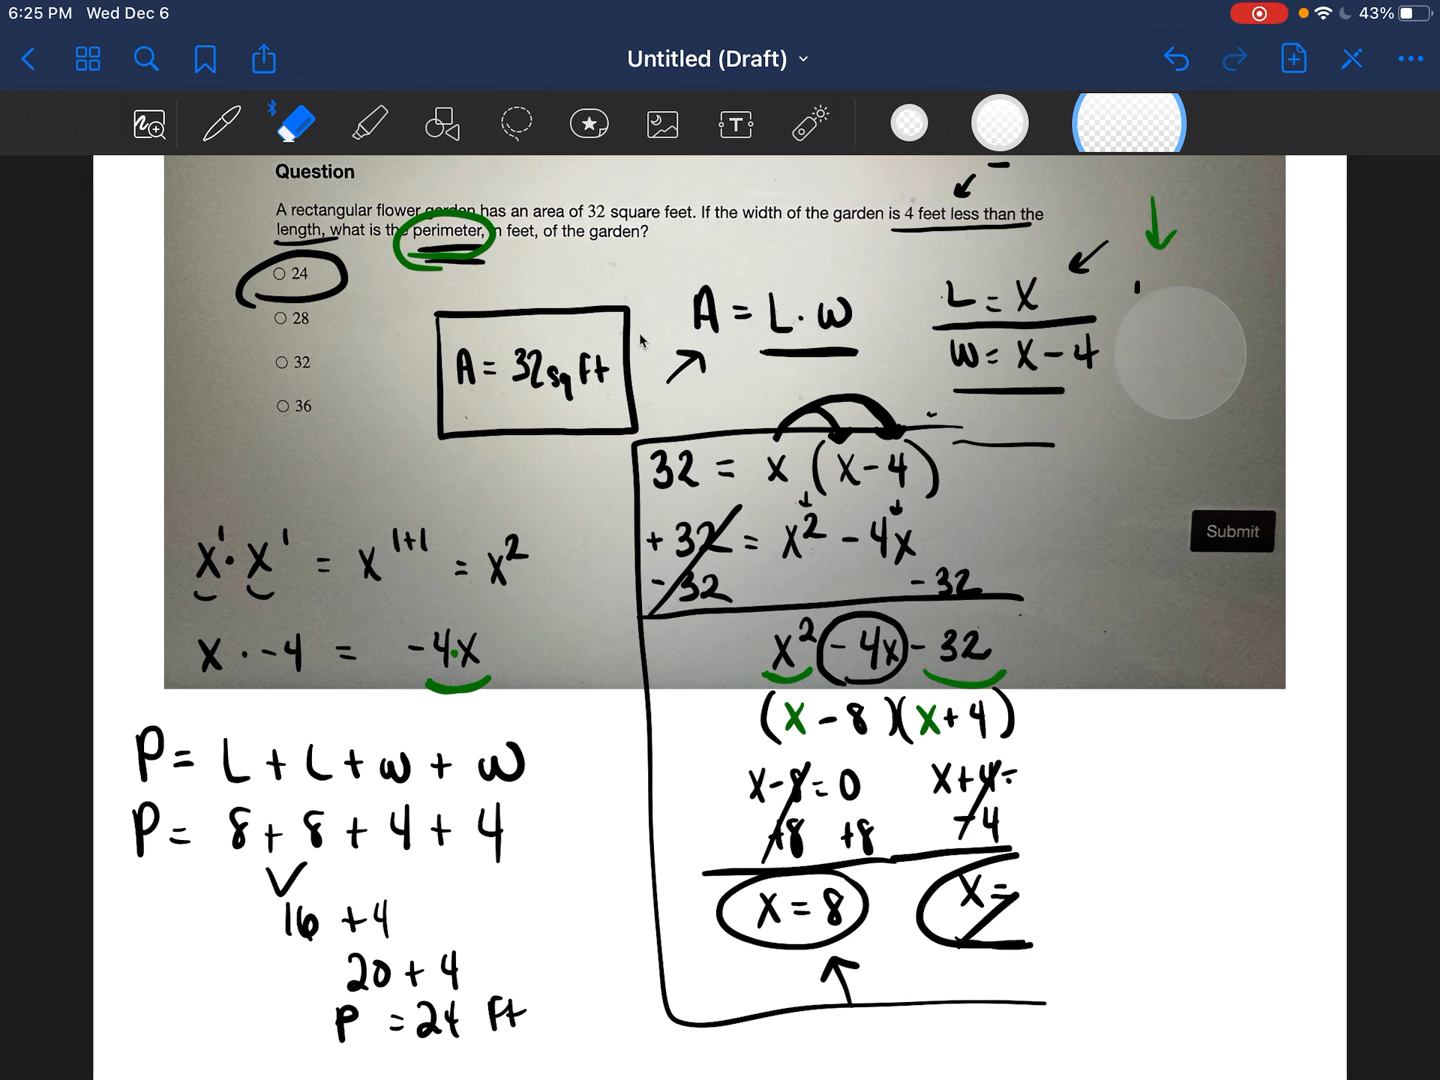 6:25 PM Wed Dec 6
43%
Untitled (Draft)
Question
A rectangular flower garden has an area of 32 square feet. If the width of the garden is 4 feet less than the
length, what is the perimeter, in feet, of the garden?
24
28
32
36
A = 32 sq Ft
A = L · W
L = X
W = X - 4
32 = X (X - 4)
+ 32 = X² - 4X
- 32 - 32
X² - 4X - 32
(X - 8)(X + 4)
X - 8 = 0 X + 4 =
+8 +8 - 4
X = 8 X =
X¹ · X¹ = X¹⁺¹ = X²
X · -4 = -4·X
Submit
P = L + L + W + W
P = 8 + 8 + 4 + 4
16 + 4
20 + 4
P = 24 Ft